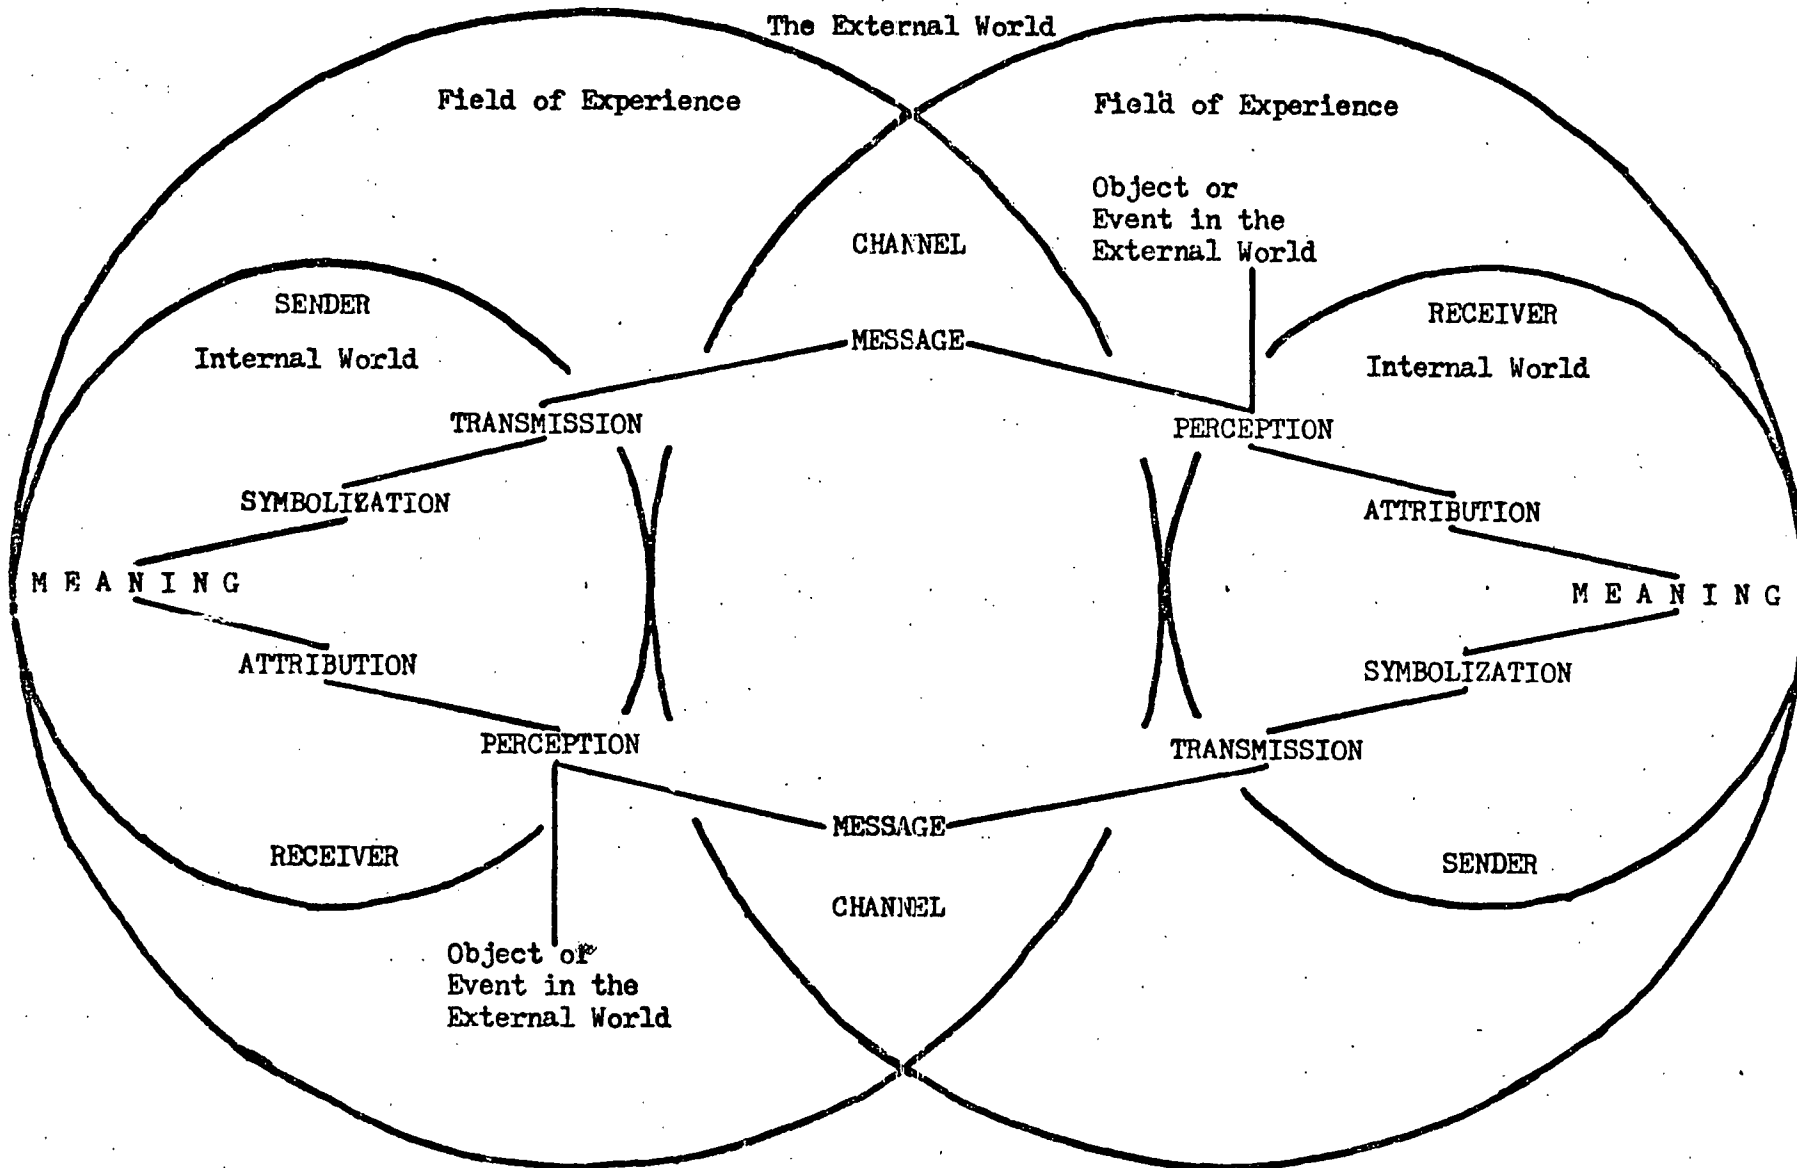 The External World
Field of Experience
Field of Experience
Object or
Event in the
External World
CHANNEL
SENDER
RECEIVER
MESSAGE
Internal World
Internal World
TRANSMISSION
PERCEPTION
SYMBOLIZATION
ATTRIBUTION
MEANING
MEANING
ATTRIBUTION
SYMBOLIZATION
PERCEPTION
TRANSMISSION
MESSAGE
RECEIVER
SENDER
CHANNEL
Object or
Event in the
External World